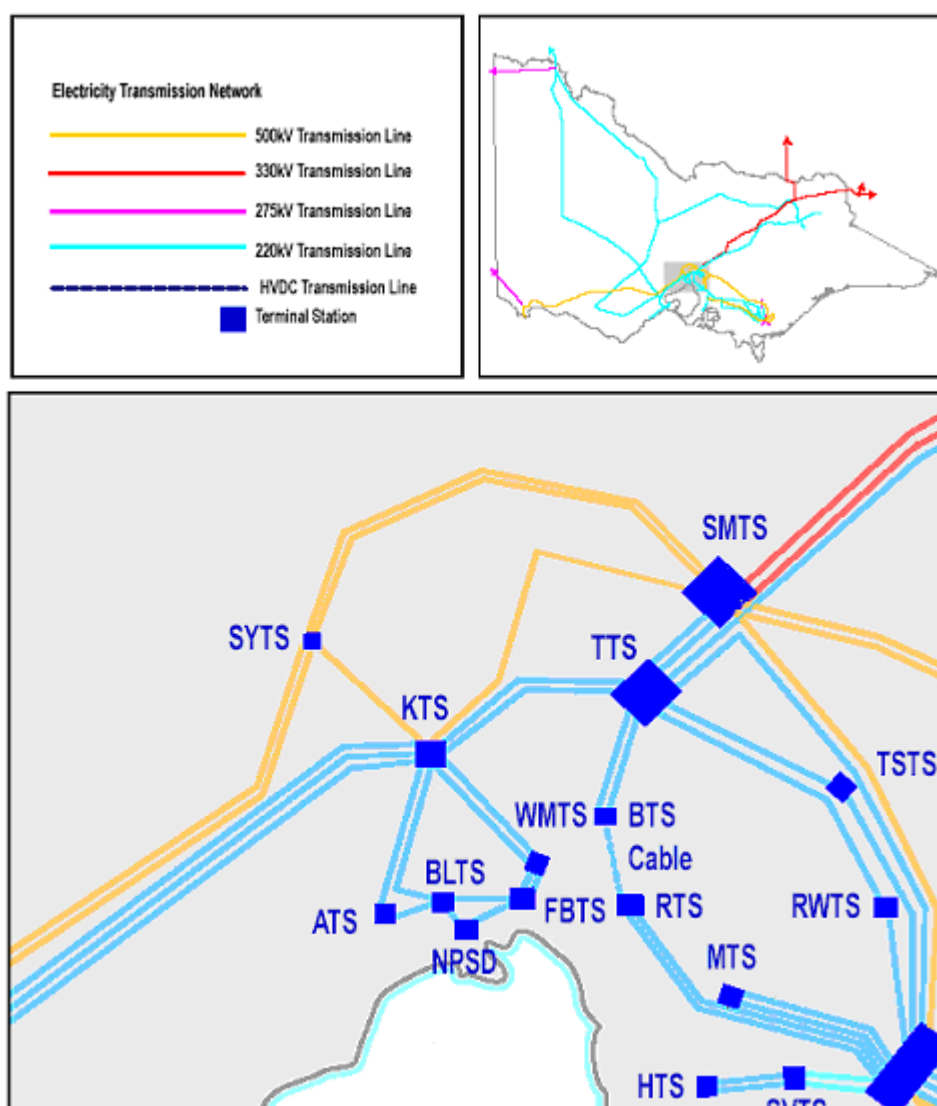 Electricity Transmission Network
500kV Transmission Line
330kV Transmission Line
275kV Transmission Line
220kV Transmission Line
HVDC Transmission Line
Terminal Station
SMTS
SYTS
TTS
KTS
TSTS
WMTS
BTS
Cable
BLTS
ATS
FBTS
RTS
RWTS
NPSD
MTS
HTS